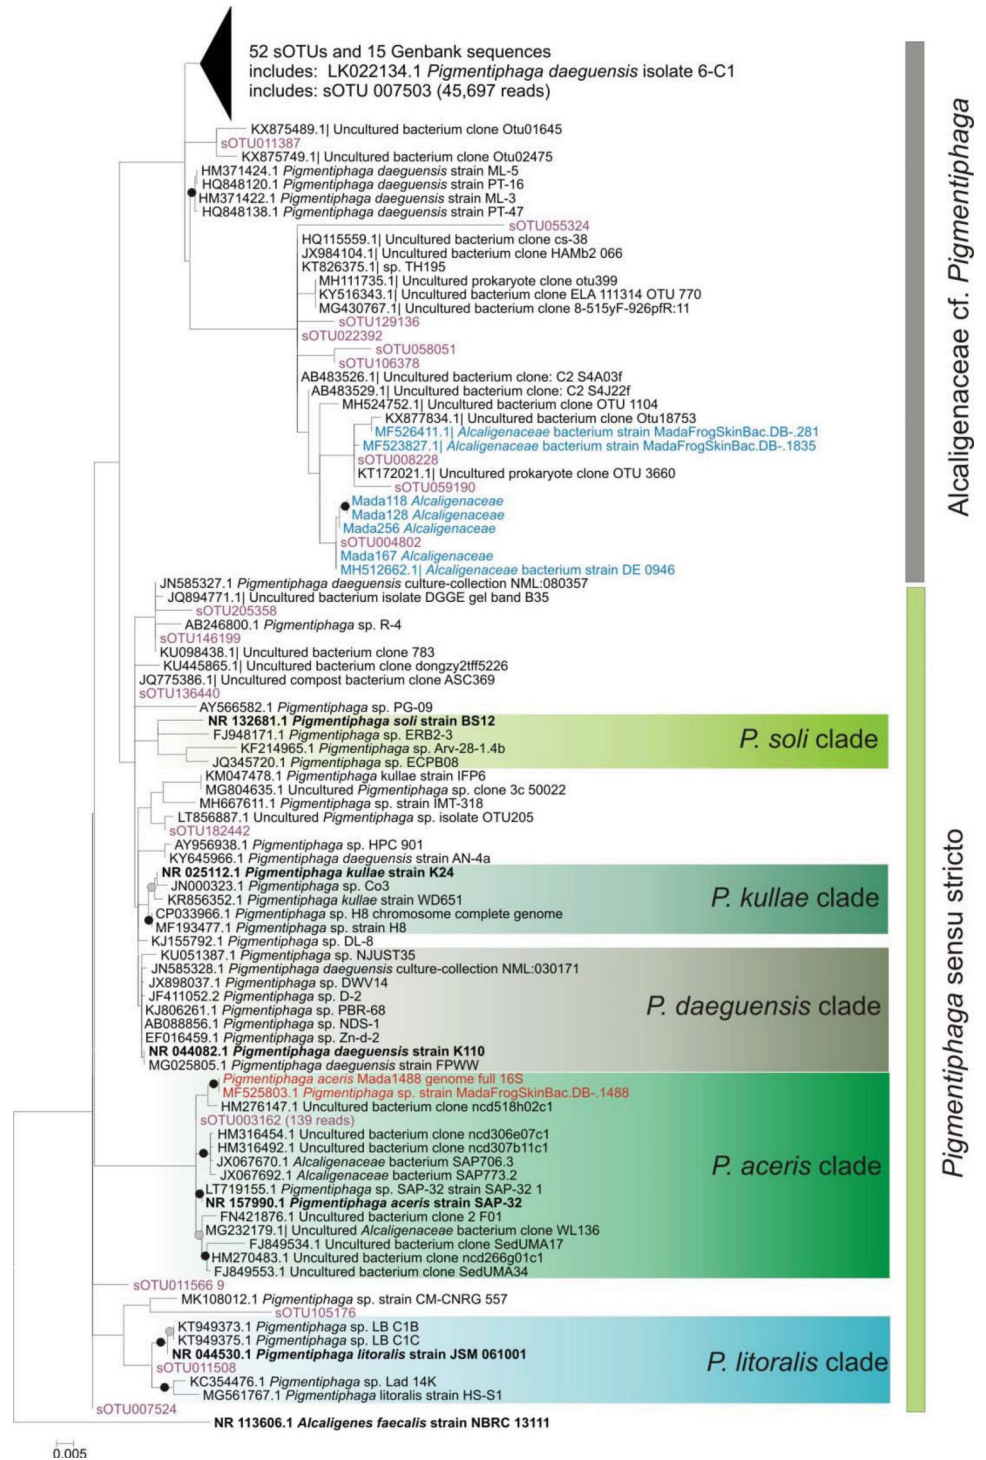 52 sOTUs and 15 Genbank sequences
includes: LK022134.1 Pigmentiphaga daeguensis isolate 6-C1
includes: sOTU 007503 (45,697 reads)
KX875489.1| Uncultured bacterium clone Otu01645
sOTU011387
KX875749.1| Uncultured bacterium clone Otu02475
HM371424.1 Pigmentiphaga daeguensis strain ML-5
HQ848120.1 Pigmentiphaga daeguensis strain PT-16
HM371422.1 Pigmentiphaga daeguensis strain ML-3
HQ848138.1 Pigmentiphaga daeguensis strain PT-47
sOTU055324
HQ115559.1| Uncultured bacterium clone cs-38
JX984104.1| Uncultured bacterium clone HAMb2 066
KT826375.1| sp. TH195
MH111735.1| Uncultured prokaryote clone otu399
KY516343.1| Uncultured bacterium clone ELA 111314 OTU 770
MG430767.1| Uncultured bacterium clone 8-515yF-926pfR:11
sOTU129136
sOTU022392
sOTU058051
sOTU106378
AB483526.1| Uncultured bacterium clone: C2 S4A03f
AB483529.1| Uncultured bacterium clone: C2 S4J22f
MH524752.1| Uncultured bacterium clone OTU 1104
KX877834.1| Uncultured bacterium clone Otu18753
MF526411.1| Alcaligenaceae bacterium strain MadaFrogSkinBac.DB-.281
MF523827.1| Alcaligenaceae bacterium strain MadaFrogSkinBac.DB-.1835
sOTU008228
KT172021.1| Uncultured prokaryote clone OTU 3660
sOTU059190
Mada118 Alcaligenaceae
Mada128 Alcaligenaceae
Mada256 Alcaligenaceae
sOTU004802
Mada167 Alcaligenaceae
MH512662.1| Alcaligenaceae bacterium strain DE 0946
Alcaligenaceae cf. Pigmentiphaga
JN585327.1 Pigmentiphaga daeguensis culture-collection NML:080357
JQ894771.1| Uncultured bacterium isolate DGGE gel band B35
sOTU205358
AB246800.1 Pigmentiphaga sp. R-4
sOTU146199
KU098438.1| Uncultured bacterium clone 783
KU445865.1| Uncultured bacterium clone dongzy2tff5226
JQ775386.1| Uncultured compost bacterium clone ASC369
sOTU136440
AY566582.1 Pigmentiphaga sp. PG-09
NR 132681.1 Pigmentiphaga soli strain BS12
FJ948171.1 Pigmentiphaga sp. ERB2-3
KF214965.1 Pigmentiphaga sp. Arv-28-1.4b
JQ345720.1 Pigmentiphaga sp. ECPB08
P. soli clade
KM047478.1 Pigmentiphaga kullae strain IFP6
MG804635.1 Uncultured Pigmentiphaga sp. clone 3c 50022
MH667611.1 Pigmentiphaga sp. strain IMT-318
LT856887.1 Uncultured Pigmentiphaga sp. isolate OTU205
sOTU182442
AY956938.1 Pigmentiphaga sp. HPC 901
KY645966.1 Pigmentiphaga daeguensis strain AN-4a
NR 025112.1 Pigmentiphaga kullae strain K24
JN000323.1 Pigmentiphaga sp. Co3
KR856352.1 Pigmentiphaga kullae strain WD651
CP033966.1 Pigmentiphaga sp. H8 chromosome complete genome
MF193477.1 Pigmentiphaga sp. strain H8
P. kullae clade
KJ155792.1 Pigmentiphaga sp. DL-8
KU051387.1 Pigmentiphaga sp. NJUST35
JN585328.1 Pigmentiphaga daeguensis culture-collection NML:030171
JX898037.1 Pigmentiphaga sp. DWV14
JF411052.2 Pigmentiphaga sp. D-2
KJ806261.1 Pigmentiphaga sp. PBR-68
AB088856.1 Pigmentiphaga sp. NDS-1
EF016459.1 Pigmentiphaga sp. Zn-d-2
NR 044082.1 Pigmentiphaga daeguensis strain K110
MG025805.1 Pigmentiphaga daeguensis strain FPWW
P. daeguensis clade
Pigmentiphaga aceris Mada1488 genome full 16S
MF525803.1 Pigmentiphaga sp. strain MadaFrogSkinBac.DB-.1488
HM276147.1 Uncultured bacterium clone ncd518h02c1
sOTU003162 (139 reads)
HM316454.1 Uncultured bacterium clone ncd306e07c1
HM316492.1 Uncultured bacterium clone ncd307b11c1
JX067670.1 Alcaligenaceae bacterium SAP706.3
JX067692.1 Alcaligenaceae bacterium SAP773.2
LT719155.1 Pigmentiphaga sp. SAP-32 strain SAP-32 1
NR 157990.1 Pigmentiphaga aceris strain SAP-32
FN421876.1 Uncultured bacterium clone 2 F01
MG232179.1| Uncultured Alcaligenaceae bacterium clone WL136
FJ849534.1 Uncultured bacterium clone SedUMA17
HM270483.1 Uncultured bacterium clone ncd266g01c1
FJ849553.1 Uncultured bacterium clone SedUMA34
P. aceris clade
sOTU011566 9
MK108012.1 Pigmentiphaga sp. strain CM-CNRG 557
sOTU105176
KT949373.1 Pigmentiphaga sp. LB C1B
KT949375.1 Pigmentiphaga sp. LB C1C
NR 044530.1 Pigmentiphaga litoralis strain JSM 061001
sOTU011508
KC354476.1 Pigmentiphaga sp. Lad 14K
MG561767.1 Pigmentiphaga litoralis strain HS-S1
P. litoralis clade
sOTU007524
Pigmentiphaga sensu stricto
NR 113606.1 Alcaligenes faecalis strain NBRC 13111
0.005